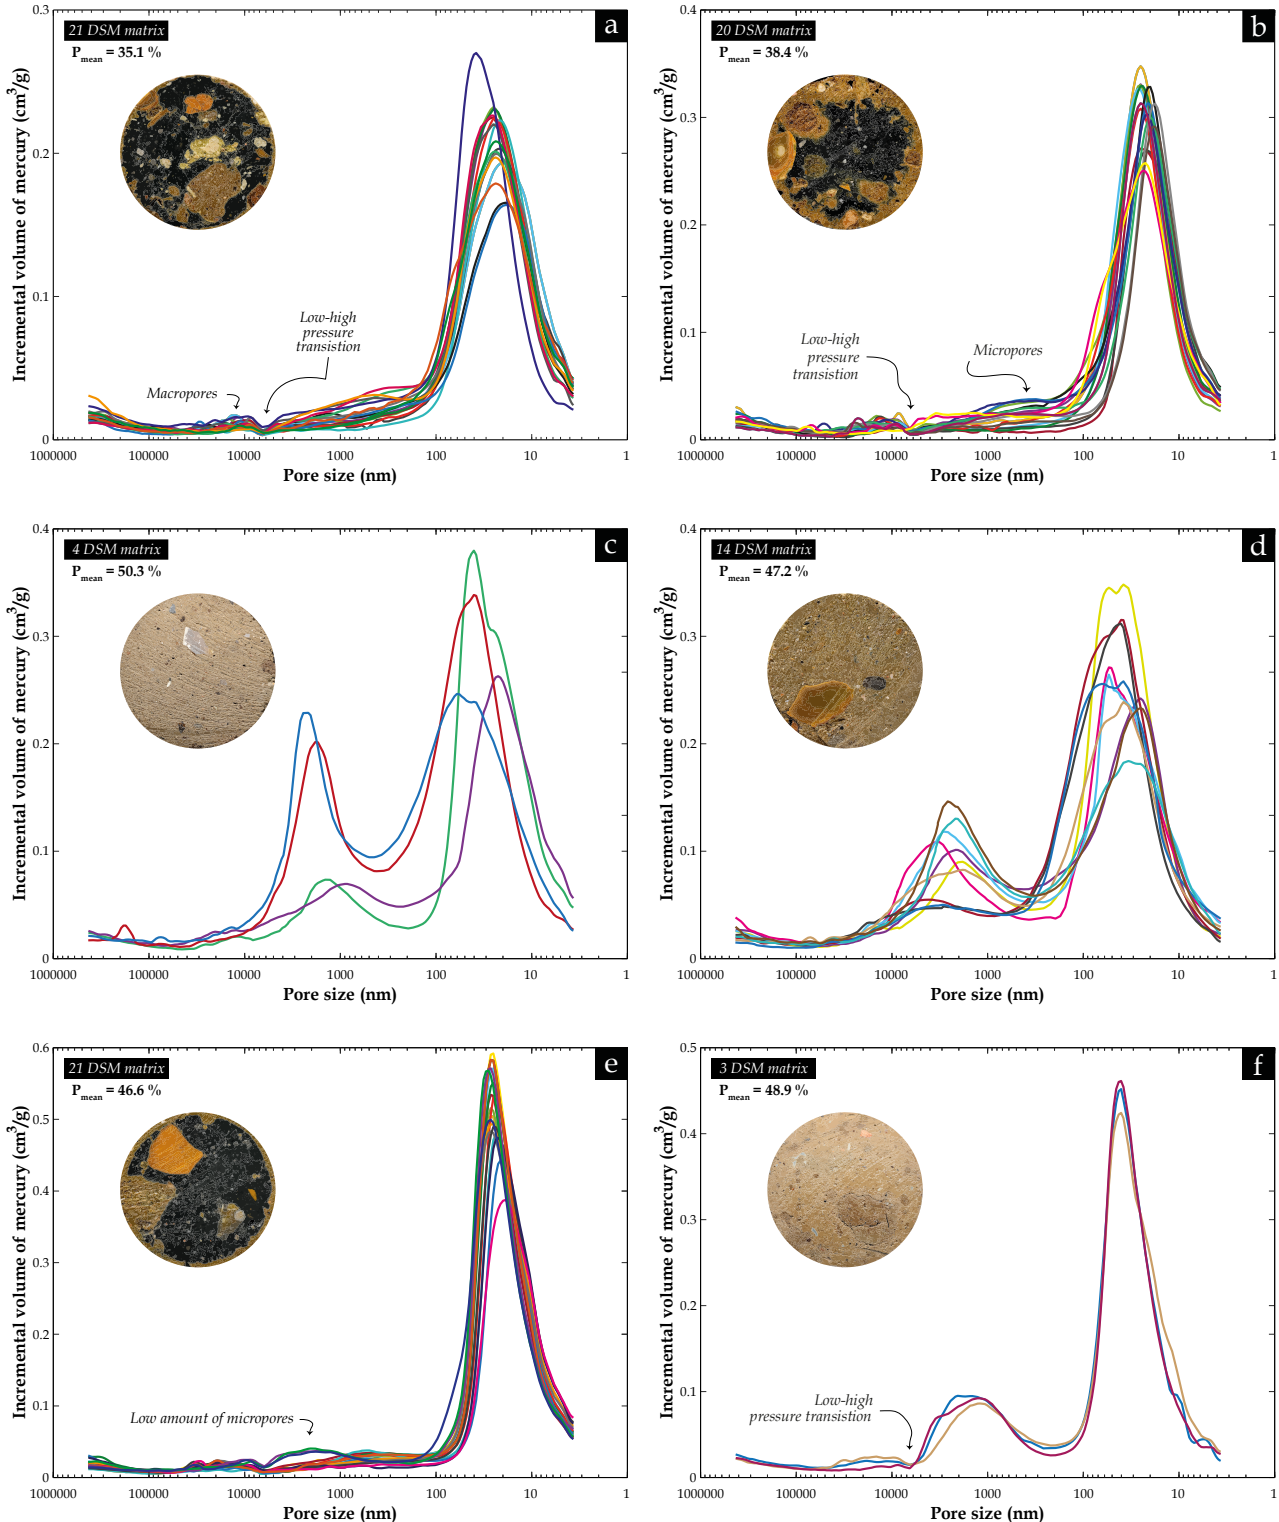 0.3
21 DSM matrix
a
P_mean = 35.1 %
0.2
0.1
0
Low-high
pressure
transistion
Macropores
1000000 100000 10000 1000 100 10 1
Pore size (nm)
Incremental volume of mercury (cm³/g)
0.4
20 DSM matrix
b
P_mean = 38.4 %
0.3
0.2
0.1
0
Low-high
pressure
transistion
Micropores
1000000 100000 10000 1000 100 10 1
Pore size (nm)
Incremental volume of mercury (cm³/g)
0.4
4 DSM matrix
c
P_mean = 50.3 %
0.3
0.2
0.1
0
1000000 100000 10000 1000 100 10 1
Pore size (nm)
Incremental volume of mercury (cm³/g)
0.4
14 DSM matrix
d
P_mean = 47.2 %
0.3
0.2
0.1
0
1000000 100000 10000 1000 100 10 1
Pore size (nm)
Incremental volume of mercury (cm³/g)
0.6
21 DSM matrix
e
P_mean = 46.6 %
0.5
0.4
0.3
0.2
0.1
0
Low amount of micropores
1000000 100000 10000 1000 100 10 1
Pore size (nm)
Incremental volume of mercury (cm³/g)
0.5
3 DSM matrix
f
P_mean = 48.9 %
0.4
0.3
0.2
0.1
0
Low-high
pressure transistion
1000000 100000 10000 1000 100 10 1
Pore size (nm)
Incremental volume of mercury (cm³/g)